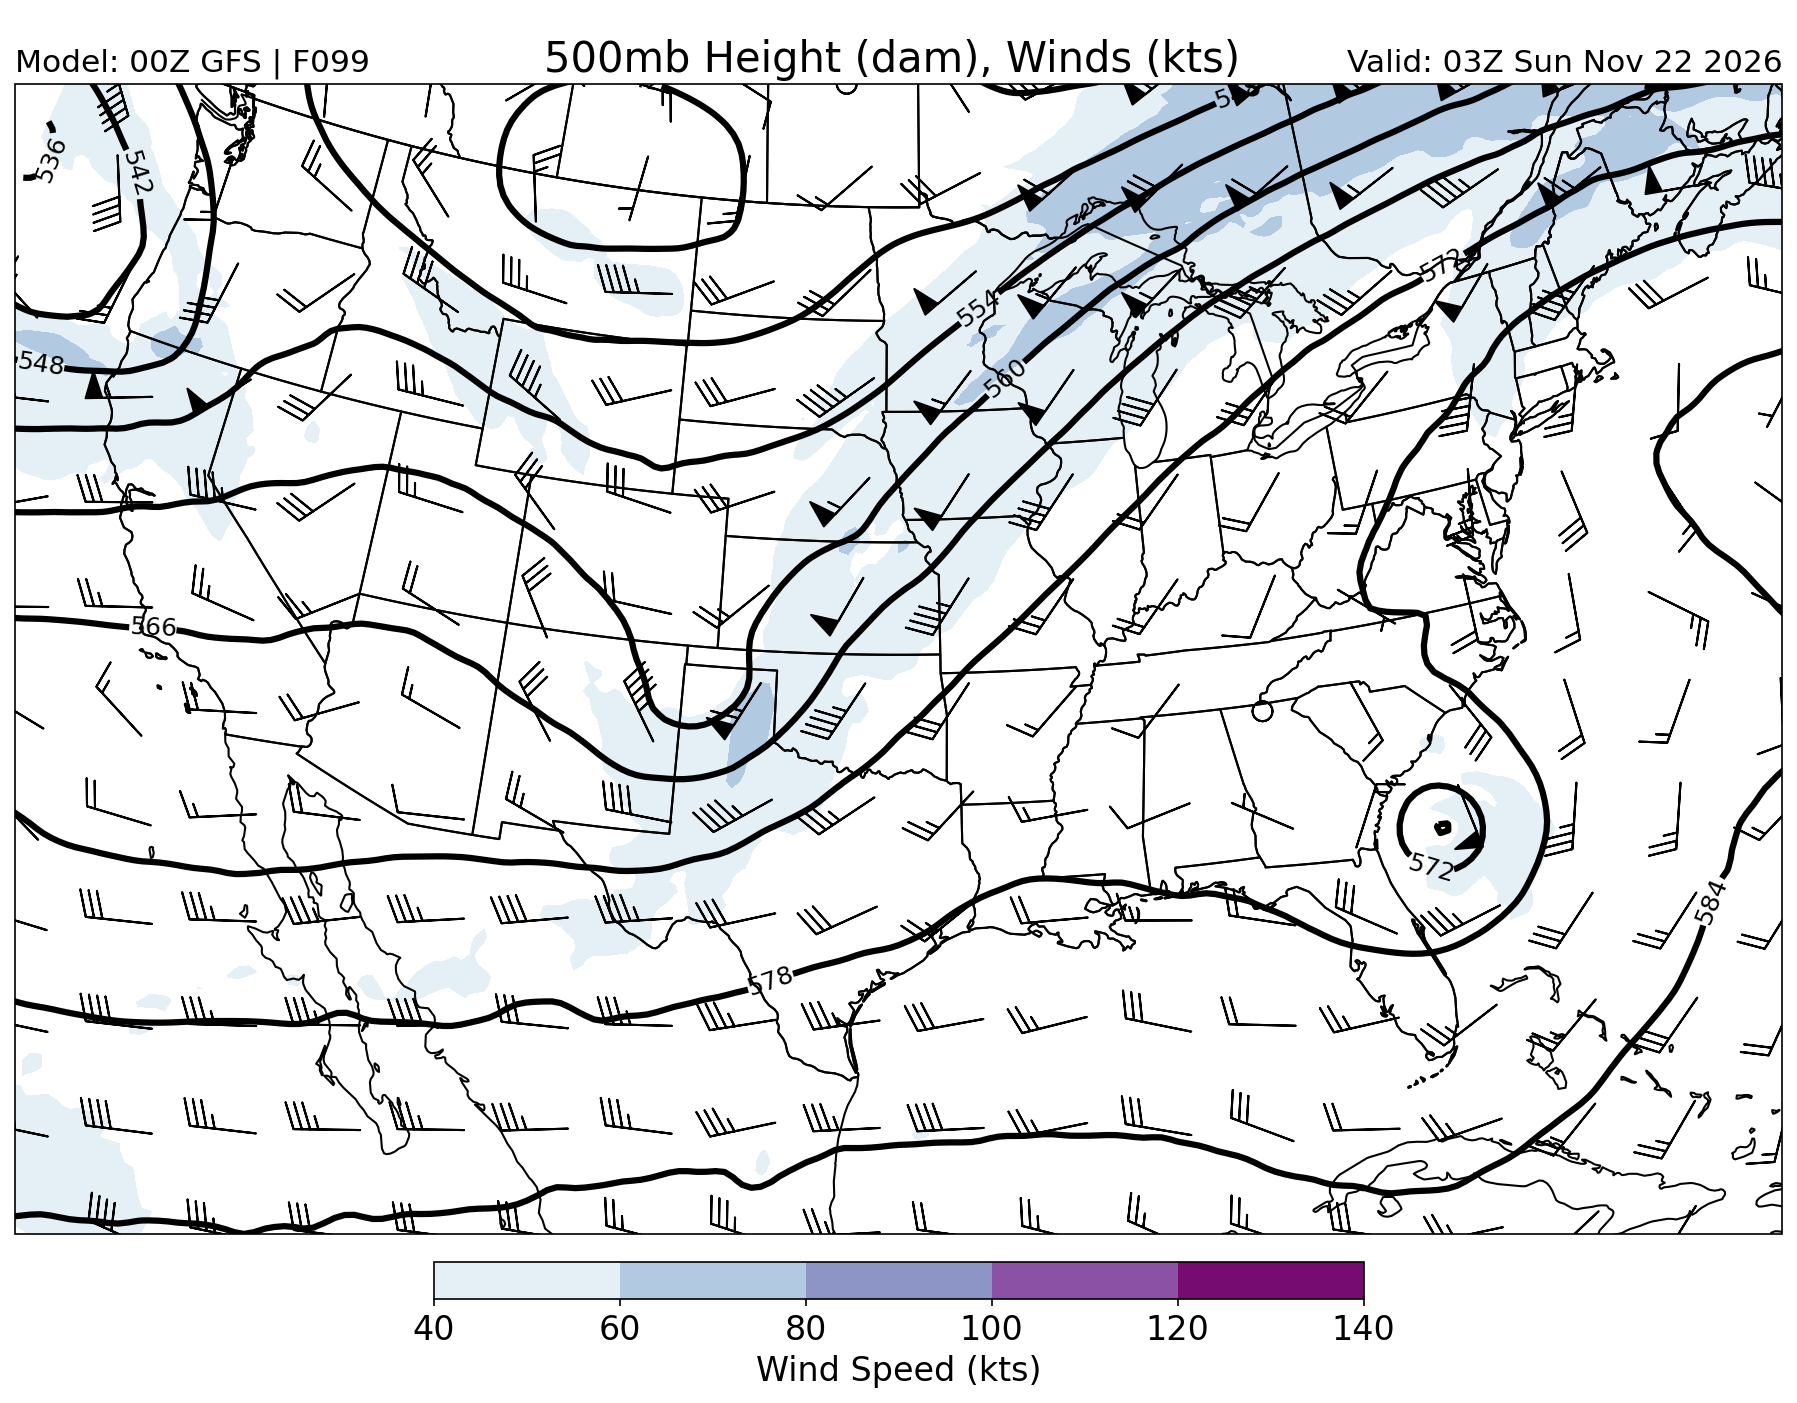 500mb Height (dam), Winds (kts)
Model: 00Z GFS | F099
Valid: 03Z Sun Nov 22 2026
536
542
548
554
560
572
566
572
584
578
40 60 80 100 120 140
Wind Speed (kts)